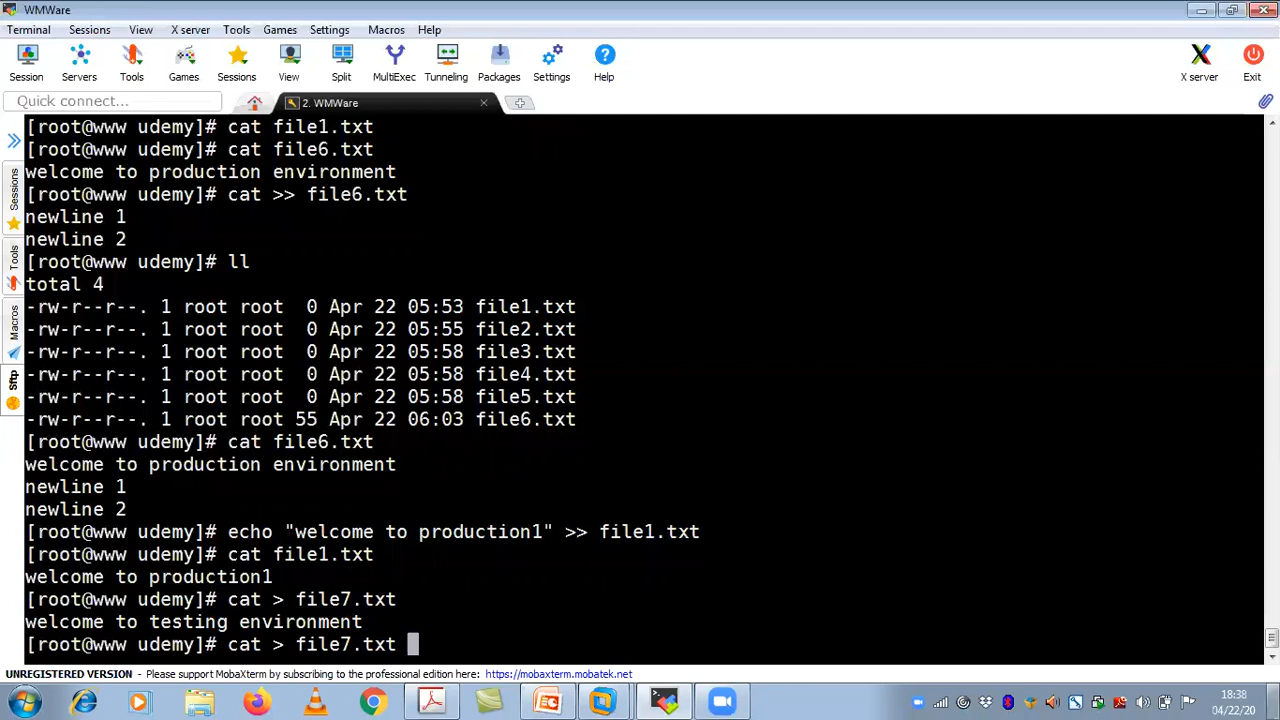 WMWare
Terminal Sessions View X server Tools Games Settings Macros Help
Session Servers Tools Games Sessions View Split MultiExec Tunneling Packages Settings Help X server Exit
Quick connect...
2. WMWare
Sessions
Tools
Macros
Sftp
[root@www udemy]# cat file1.txt
[root@www udemy]# cat file6.txt
welcome to production environment
[root@www udemy]# cat >> file6.txt
newline 1
newline 2
[root@www udemy]# ll
total 4
-rw-r--r--. 1 root root  0 Apr 22 05:53 file1.txt
-rw-r--r--. 1 root root  0 Apr 22 05:55 file2.txt
-rw-r--r--. 1 root root  0 Apr 22 05:58 file3.txt
-rw-r--r--. 1 root root  0 Apr 22 05:58 file4.txt
-rw-r--r--. 1 root root  0 Apr 22 05:58 file5.txt
-rw-r--r--. 1 root root 55 Apr 22 06:03 file6.txt
[root@www udemy]# cat file6.txt
welcome to production environment
newline 1
newline 2
[root@www udemy]# echo "welcome to production1" >> file1.txt
[root@www udemy]# cat file1.txt
welcome to production1
[root@www udemy]# cat > file7.txt
welcome to testing environment
[root@www udemy]# cat > file7.txt
UNREGISTERED VERSION - Please support MobaXterm by subscribing to the professional edition here: https://mobaxterm.mobatek.net
18:38
04/22/20